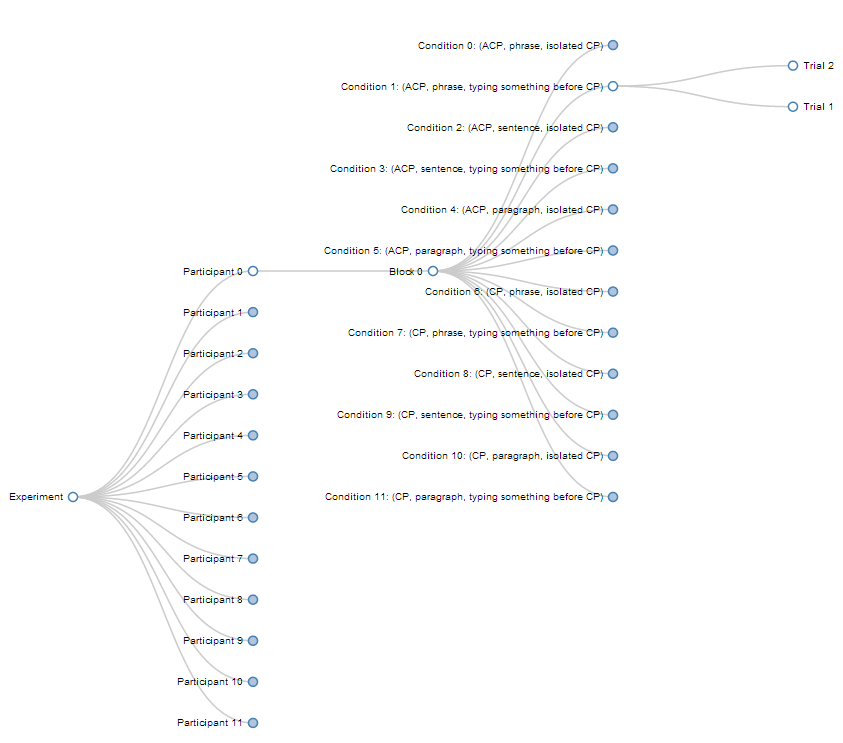 Condition 0: (ACP, phrase, isolated CP)
Trial 2
Condition 1: (ACP, phrase, typing something before CP)
Trial 1
Condition 2: (ACP, sentence, isolated CP)
Condition 3: (ACP, sentence, typing something before CP)
Condition 4: (ACP, paragraph, isolated CP)
Condition 5: (ACP, paragraph, typing something before CP)
Participant 0
Block 0
Condition 6: (CP, phrase, isolated CP)
Participant 1
Condition 7: (CP, phrase, typing something before CP)
Participant 2
Condition 8: (CP, sentence, isolated CP)
Participant 3
Condition 9: (CP, sentence, typing something before CP)
Participant 4
Condition 10: (CP, paragraph, isolated CP)
Participant 5
Experiment
Condition 11: (CP, paragraph, typing something before CP)
Participant 6
Participant 7
Participant 8
Participant 9
Participant 10
Participant 11